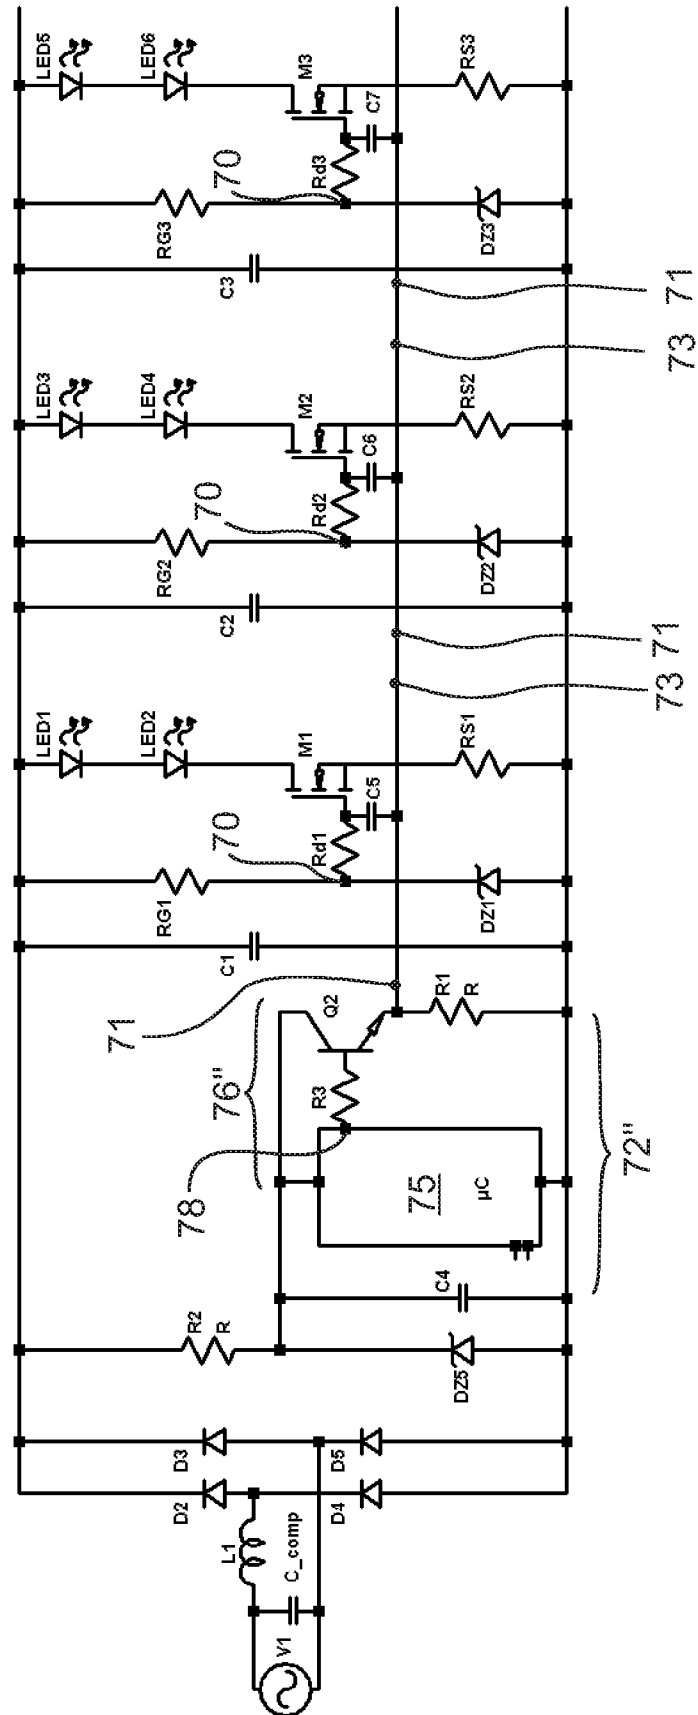 LED5
LED6
M3
C7
RS3
70
Rd3
RG3
DZ3
C3
71
73
LED3
LED4
M2
C6
RS2
70
Rd2
RG2
DZ2
C2
71
73
LED1
LED2
M1
C5
RS1
70
Rd1
RG1
DZ1
C1
71
76"
Q2
R1
R
R3
78
75
µC
72"
C4
R2
R
DZ5
D3
D5
D2
D4
L1
C_comp
V1